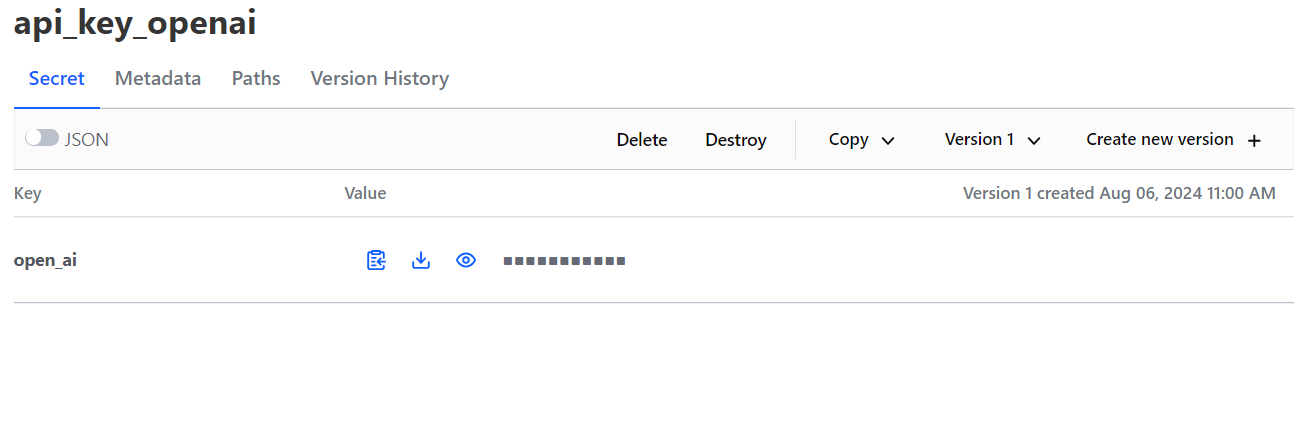 api_key_openai
Secret Metadata Paths Version History
JSON Delete Destroy Copy Version 1 Create new version +
Key Value Version 1 created Aug 06, 2024 11:00 AM
open_ai